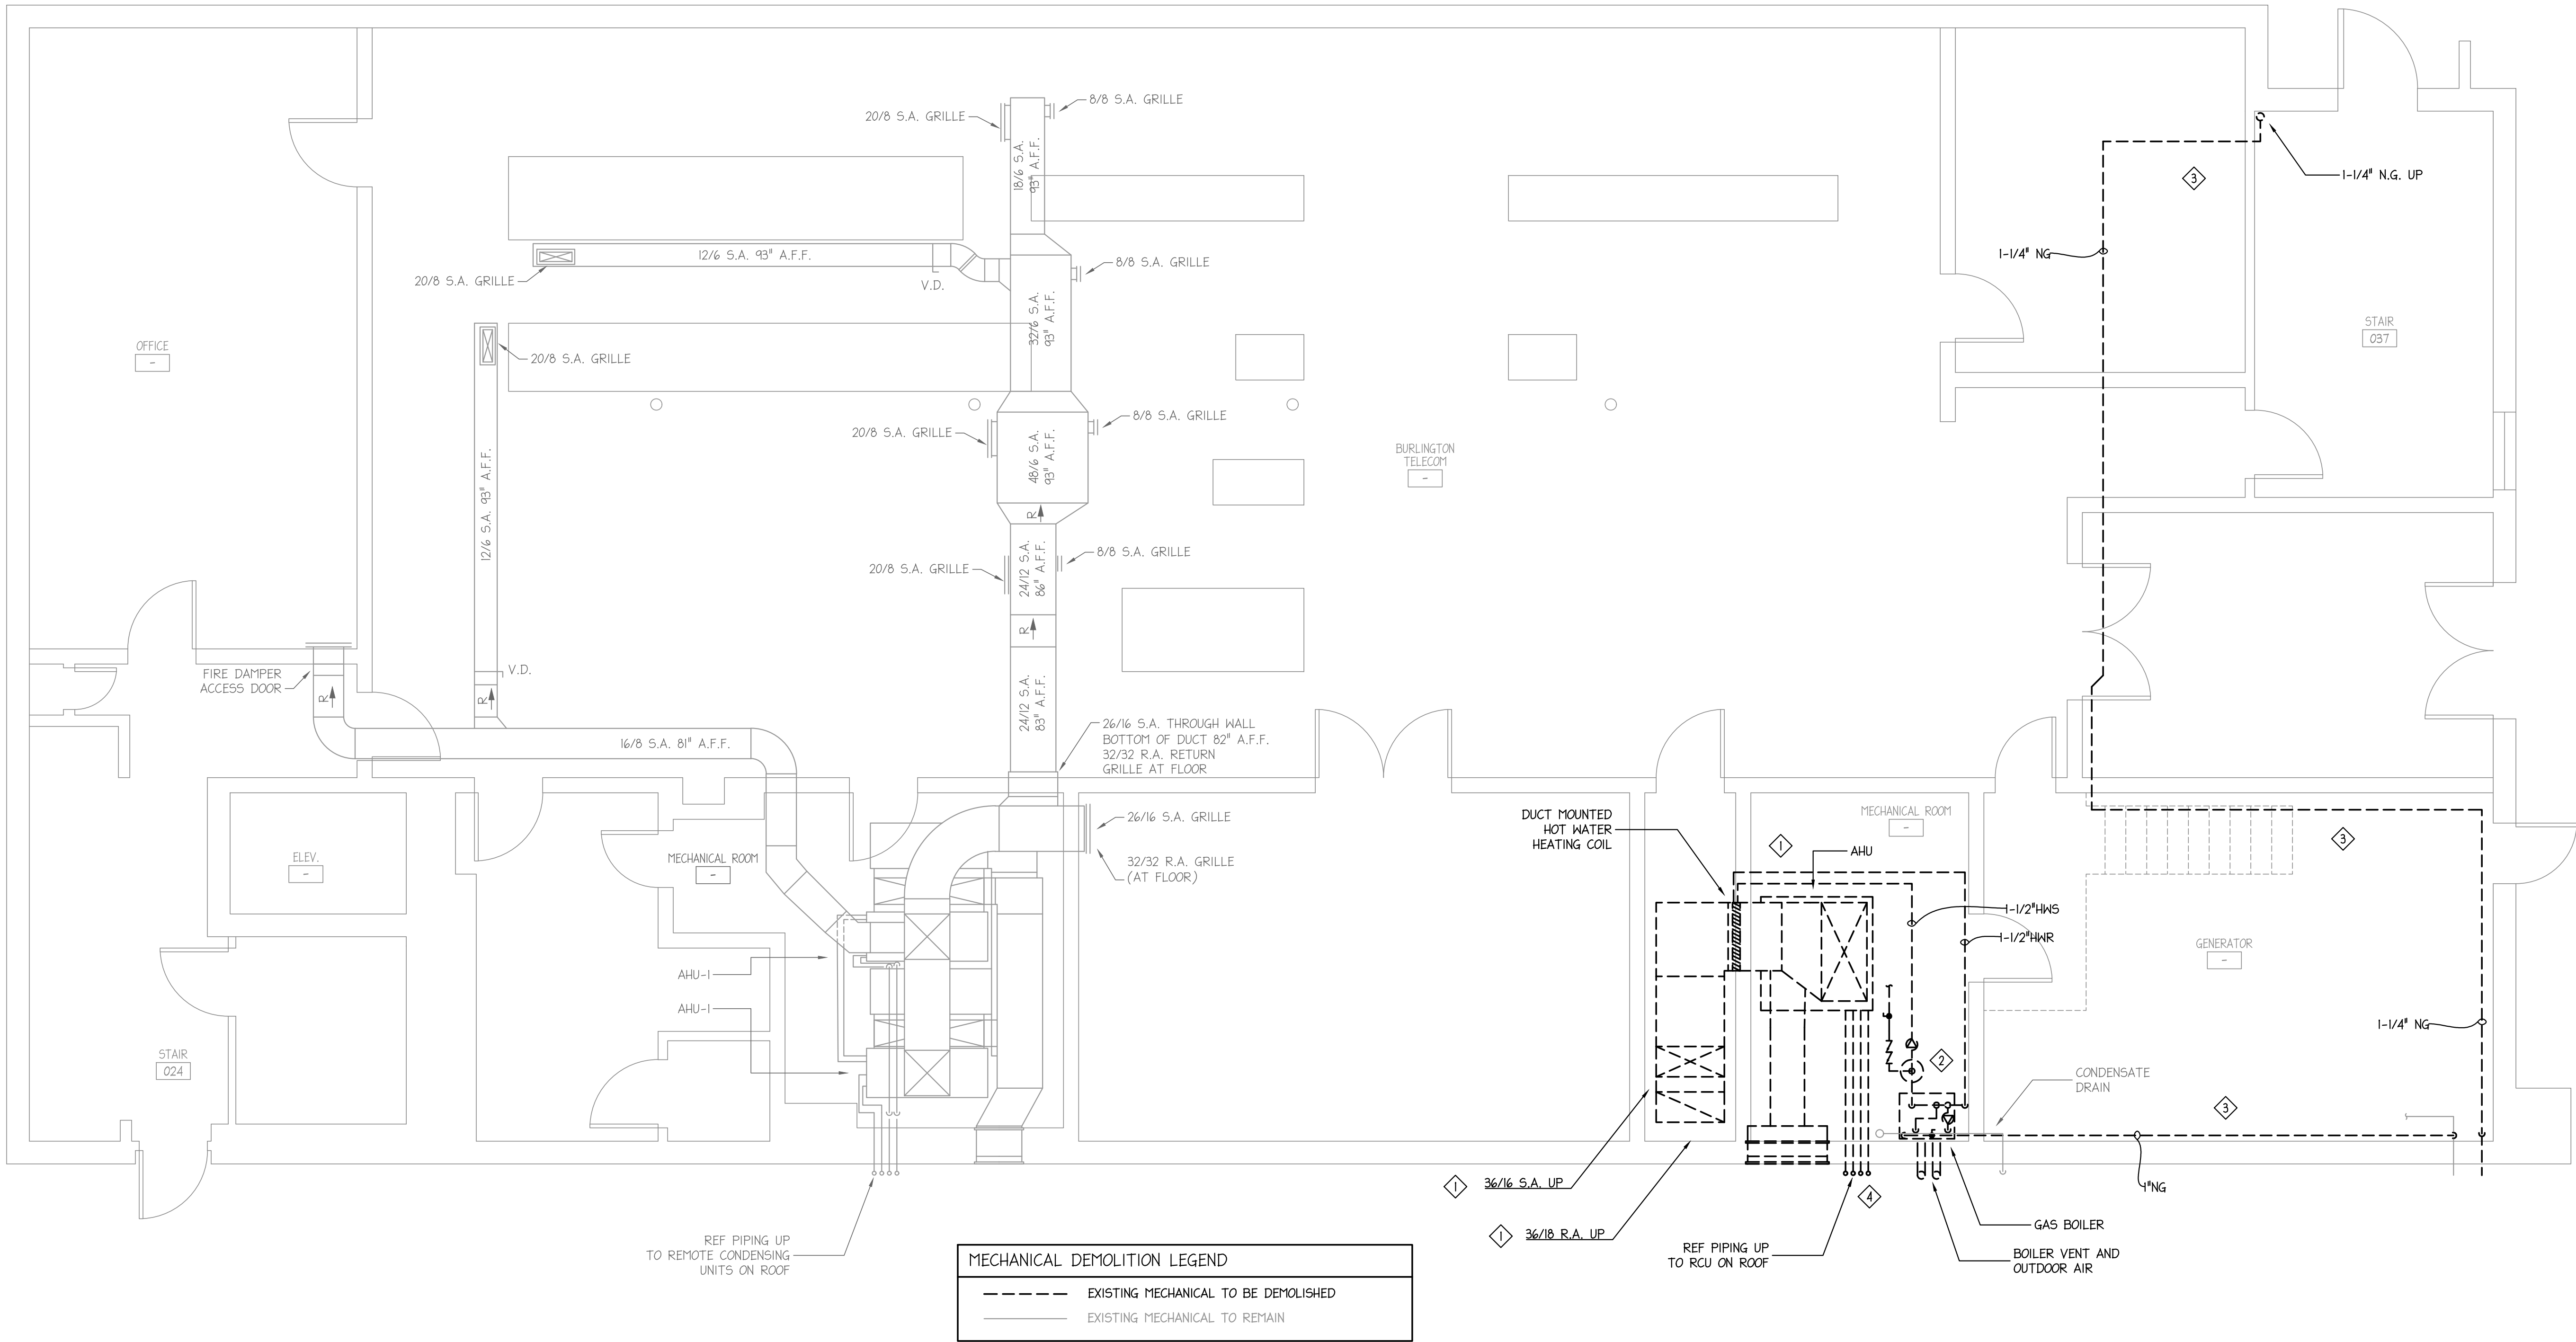 8/8 S.A. GRILLE
20/8 S.A. GRILLE
18/6 S.A.
93" A.F.F.
3
1-1/4" N.G. UP
12/6 S.A. 93" A.F.F.
1-1/4" NG
8/8 S.A. GRILLE
20/8 S.A. GRILLE
V.D.
32/6 S.A.
93" A.F.F.
STAIR
037
OFFICE
-
20/8 S.A. GRILLE
8/8 S.A. GRILLE
20/8 S.A. GRILLE
48/6 S.A.
93" A.F.F.
BURLINGTON
TELECOM
-
12/6 S.A. 93" A.F.F.
R
8/8 S.A. GRILLE
20/8 S.A. GRILLE
24/12 S.A.
86" A.F.F.
R
FIRE DAMPER
ACCESS DOOR
R
V.D.
R
24/12 S.A.
83" A.F.F.
16/8 S.A. 81" A.F.F.
26/16 S.A. THROUGH WALL
BOTTOM OF DUCT 82" A.F.F.
32/32 R.A. RETURN
GRILLE AT FLOOR
26/16 S.A. GRILLE
32/32 R.A. GRILLE
(AT FLOOR)
DUCT MOUNTED
HOT WATER
HEATING COIL
1
AHU
MECHANICAL ROOM
-
3
ELEV.
-
MECHANICAL ROOM
-
1-1/2"HWS
1-1/2"HWR
GENERATOR
-
AHU-1
AHU-1
1-1/4" NG
STAIR
024
2
CONDENSATE
DRAIN
3
1
36/16 S.A. UP
4
1"NG
1
36/18 R.A. UP
GAS BOILER
REF PIPING UP
TO REMOTE CONDENSING
UNITS ON ROOF
REF PIPING UP
TO RCU ON ROOF
BOILER VENT AND
OUTDOOR AIR
MECHANICAL DEMOLITION LEGEND
EXISTING MECHANICAL TO BE DEMOLISHED
EXISTING MECHANICAL TO REMAIN